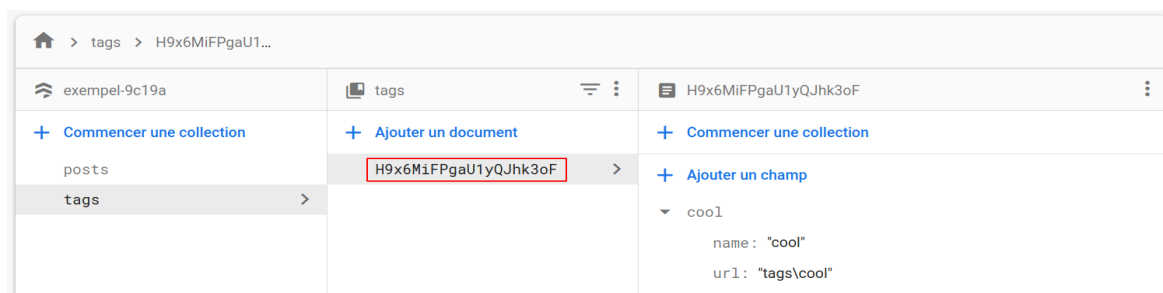 tags > H9x6MiFPgaU1...
exempel-9c19a
tags
H9x6MiFPgaU1yQJhk3oF
+ Commencer une collection
+ Ajouter un document
+ Commencer une collection
posts
H9x6MiFPgaU1yQJhk3oF
+ Ajouter un champ
tags
cool
name: "cool"
url: "tags\cool"